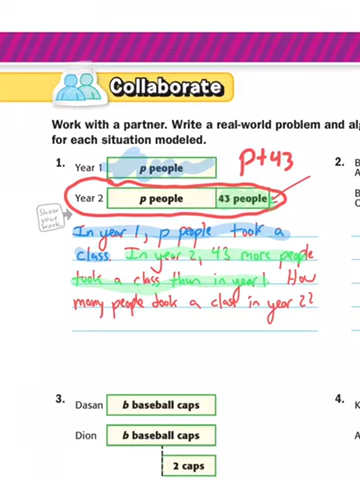 Collaborate
Work with a partner. Write a real-world problem and
for each situation modeled.
1. Year 1 p people
p+43
2.
Year 2 p people 43 people
Show your work.
In year 1, p people took a
class. In year 2, 43 more people
took a class than in year 1. How
many people took a class in year 2?
3. Dasan b baseball caps
4.
Dion b baseball caps
2 caps